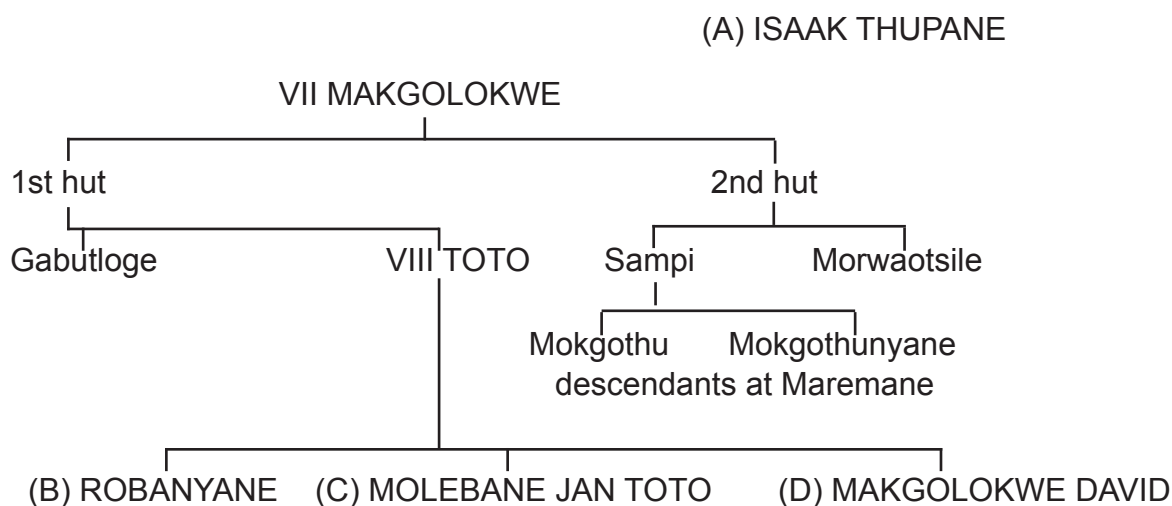 (A) ISAAK THUPANE
VII MAKGOLOKWE
1st hut 2nd hut
Gabutloge VIII TOTO Sampi Morwaotsile
Mokgothu Mokgothunyane
descendants at Maremane
(B) ROBANYANE (C) MOLEBANE JAN TOTO (D) MAKGOLOKWE DAVID